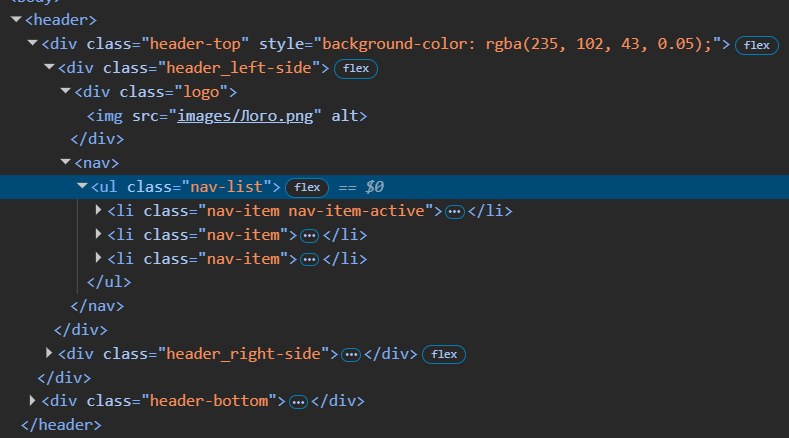 <body>
<header>
<div class="header-top" style="background-color: rgba(235, 102, 43, 0.05);"> flex
<div class="header_left-side"> flex
<div class="logo">
<img src="images/Лого.png" alt>
</div>
<nav>
<ul class="nav-list"> flex == $0
<li class="nav-item nav-item-active"> ⋯ </li>
<li class="nav-item"> ⋯ </li>
<li class="nav-item"> ⋯ </li>
</ul>
</nav>
</div>
<div class="header_right-side"> ⋯ </div> flex
</div>
<div class="header-bottom"> ⋯ </div>
</header>